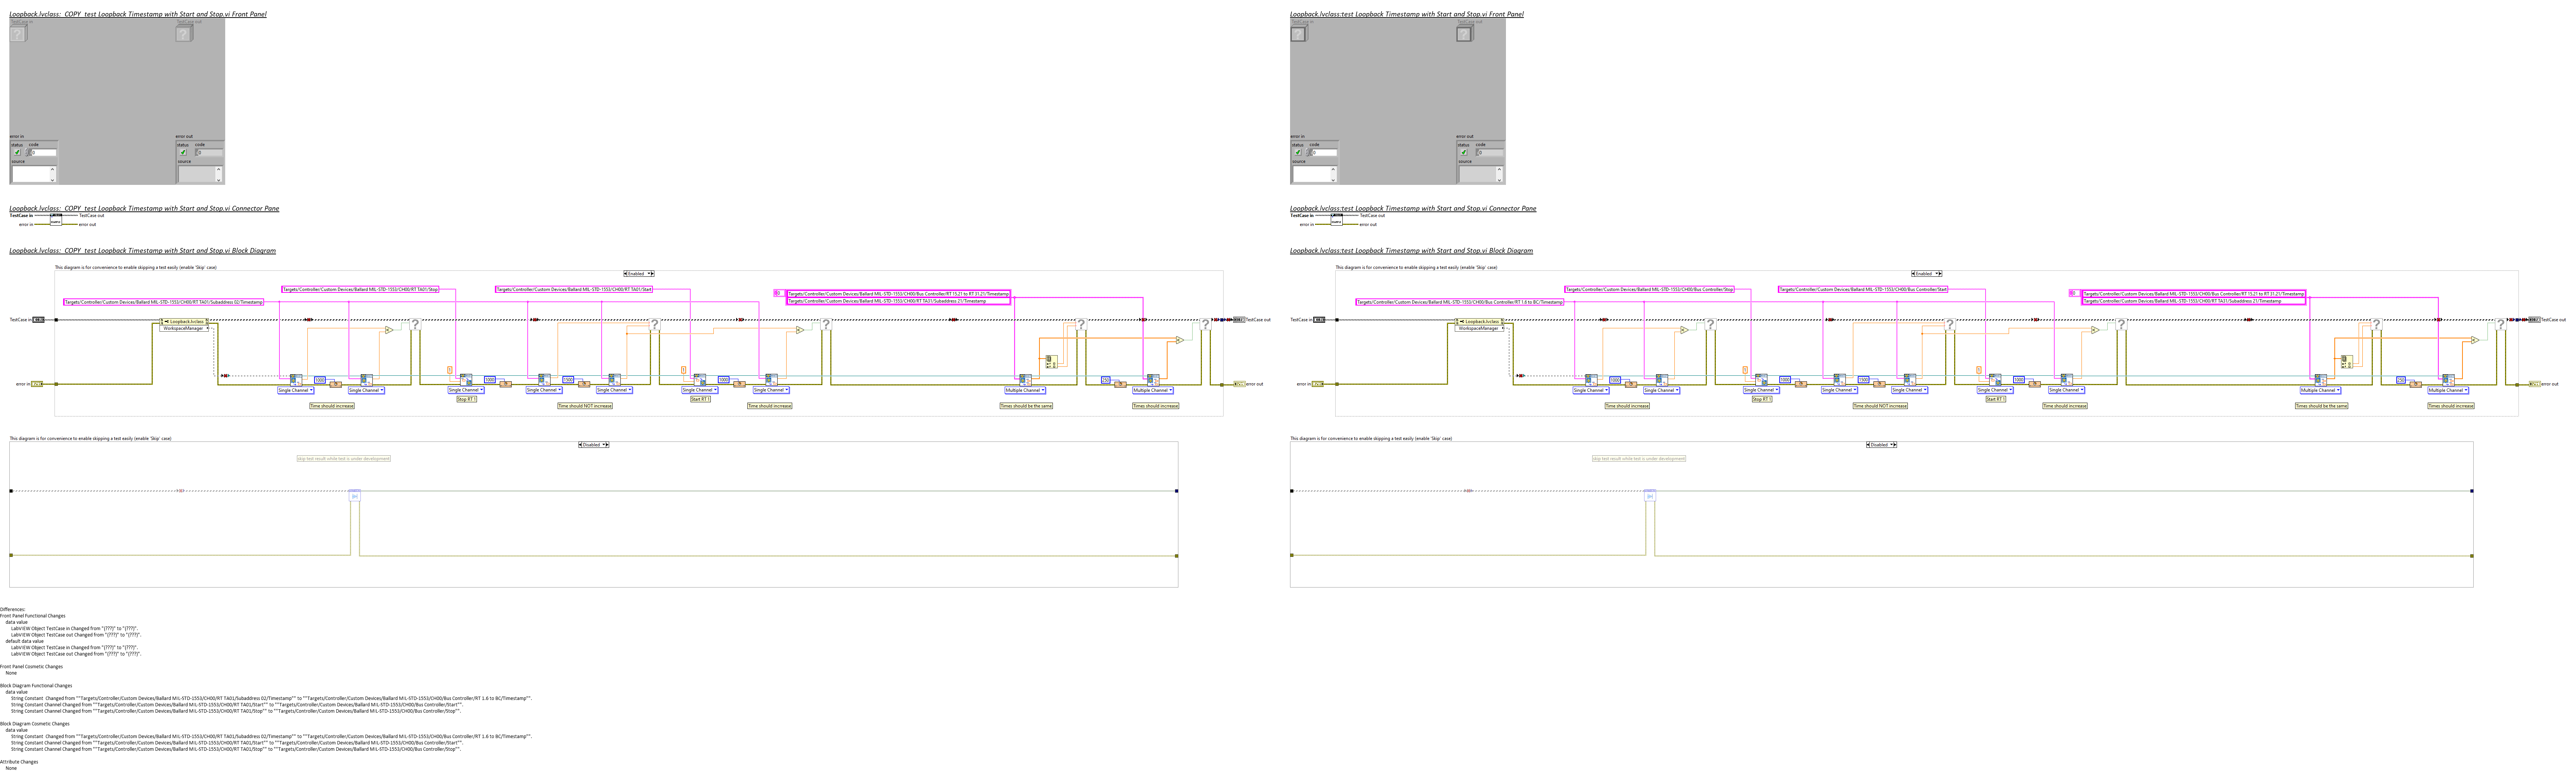 Loopback.lvclass:  COPY  test Loopback Timestamp with Start and Stop.vi Front Panel
TestCase in
TestCase out
error in
error out
status
code
status
code
0
0
source
source
Loopback.lvclass:  COPY  test Loopback Timestamp with Start and Stop.vi Connector Pane
TestCase in
TestCase out
error in
error out
Loopback.lvclass:  COPY  test Loopback Timestamp with Start and Stop.vi Block Diagram
This diagram is for convenience to enable skipping a test easily (enable 'Skip' case)
Enabled
Targets/Controller/Custom Devices/Ballard MIL-STD-1553/CH00/RT TA01/Stop
Targets/Controller/Custom Devices/Ballard MIL-STD-1553/CH00/RT TA01/Start
Targets/Controller/Custom Devices/Ballard MIL-STD-1553/CH00/Bus Controller/RT 15.21 to RT 31.21/Timestamp
Targets/Controller/Custom Devices/Ballard MIL-STD-1553/CH00/RT TA31/Subaddress 21/Timestamp
Targets/Controller/Custom Devices/Ballard MIL-STD-1553/CH00/RT TA01/Subaddress 02/Timestamp
TestCase in
Loopback.lvclass
TestCase out
WorkspaceManager
error in
1000
1000
1500
1000
250
error out
Single Channel
Single Channel
Single Channel
Single Channel
Single Channel
Single Channel
Single Channel
Multiple Channel
Multiple Channel
Stop RT 1
Start RT 1
Time should increase
Time should NOT increase
Time should increase
Times should be the same
Times should increase
This diagram is for convenience to enable skipping a test easily (enable 'Skip' case)
Disabled
skip test result while test is under development
Loopback.lvclass:test Loopback Timestamp with Start and Stop.vi Front Panel
TestCase in
TestCase out
error in
error out
status
code
status
code
0
0
source
source
Loopback.lvclass:test Loopback Timestamp with Start and Stop.vi Connector Pane
TestCase in
TestCase out
error in
error out
Loopback.lvclass:test Loopback Timestamp with Start and Stop.vi Block Diagram
This diagram is for convenience to enable skipping a test easily (enable 'Skip' case)
Enabled
Targets/Controller/Custom Devices/Ballard MIL-STD-1553/CH00/Bus Controller/Stop
Targets/Controller/Custom Devices/Ballard MIL-STD-1553/CH00/Bus Controller/Start
Targets/Controller/Custom Devices/Ballard MIL-STD-1553/CH00/Bus Controller/RT 15.21 to RT 31.21/Timestamp
Targets/Controller/Custom Devices/Ballard MIL-STD-1553/CH00/RT TA31/Subaddress 21/Timestamp
Targets/Controller/Custom Devices/Ballard MIL-STD-1553/CH00/Bus Controller/RT 1.6 to BC/Timestamp
TestCase in
Loopback.lvclass
TestCase out
WorkspaceManager
error in
1000
1000
1500
1000
250
error out
Single Channel
Single Channel
Single Channel
Single Channel
Single Channel
Single Channel
Single Channel
Multiple Channel
Multiple Channel
Stop RT 1
Start RT 1
Time should increase
Time should NOT increase
Time should increase
Times should be the same
Times should increase
This diagram is for convenience to enable skipping a test easily (enable 'Skip' case)
Disabled
skip test result while test is under development
Differences:
Front Panel Functional Changes
data value
LabVIEW Object TestCase in Changed from "(???)" to "(???)".
LabVIEW Object TestCase out Changed from "(???)" to "(???)".
default data value
LabVIEW Object TestCase in Changed from "(???)" to "(???)".
LabVIEW Object TestCase out Changed from "(???)" to "(???)".
Front Panel Cosmetic Changes
None
Block Diagram Functional Changes
data value
String Constant  Changed from ""Targets/Controller/Custom Devices/Ballard MIL-STD-1553/CH00/RT TA01/Subaddress 02/Timestamp"" to ""Targets/Controller/Custom Devices/Ballard MIL-STD-1553/CH00/Bus Controller/RT 1.6 to BC/Timestamp"".
String Constant Channel Changed from ""Targets/Controller/Custom Devices/Ballard MIL-STD-1553/CH00/RT TA01/Start"" to ""Targets/Controller/Custom Devices/Ballard MIL-STD-1553/CH00/Bus Controller/Start"".
String Constant Channel Changed from ""Targets/Controller/Custom Devices/Ballard MIL-STD-1553/CH00/RT TA01/Stop"" to ""Targets/Controller/Custom Devices/Ballard MIL-STD-1553/CH00/Bus Controller/Stop"".
Block Diagram Cosmetic Changes
data value
String Constant  Changed from ""Targets/Controller/Custom Devices/Ballard MIL-STD-1553/CH00/RT TA01/Subaddress 02/Timestamp"" to ""Targets/Controller/Custom Devices/Ballard MIL-STD-1553/CH00/Bus Controller/RT 1.6 to BC/Timestamp"".
String Constant Channel Changed from ""Targets/Controller/Custom Devices/Ballard MIL-STD-1553/CH00/RT TA01/Start"" to ""Targets/Controller/Custom Devices/Ballard MIL-STD-1553/CH00/Bus Controller/Start"".
String Constant Channel Changed from ""Targets/Controller/Custom Devices/Ballard MIL-STD-1553/CH00/RT TA01/Stop"" to ""Targets/Controller/Custom Devices/Ballard MIL-STD-1553/CH00/Bus Controller/Stop"".
Attribute Changes
None